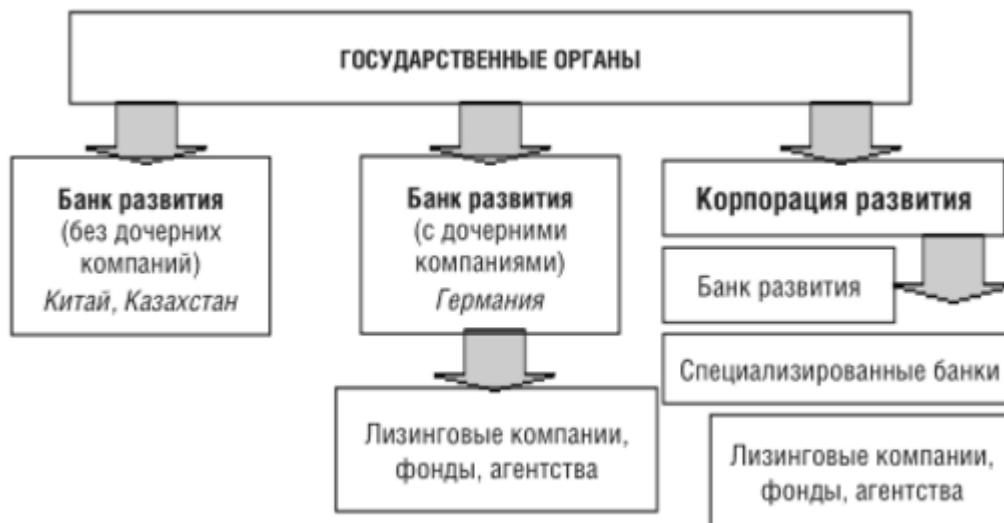 ГОСУДАРСТВЕННЫЕ ОРГАНЫ
Банк развития
(без дочерних
компаний)
Китай, Казахстан
Банк развития
(с дочерними
компаниями)
Германия
Лизинговые компании,
фонды, агентства
Корпорация развития
Банк развития
Специализированные банки
Лизинговые компании,
фонды, агентства